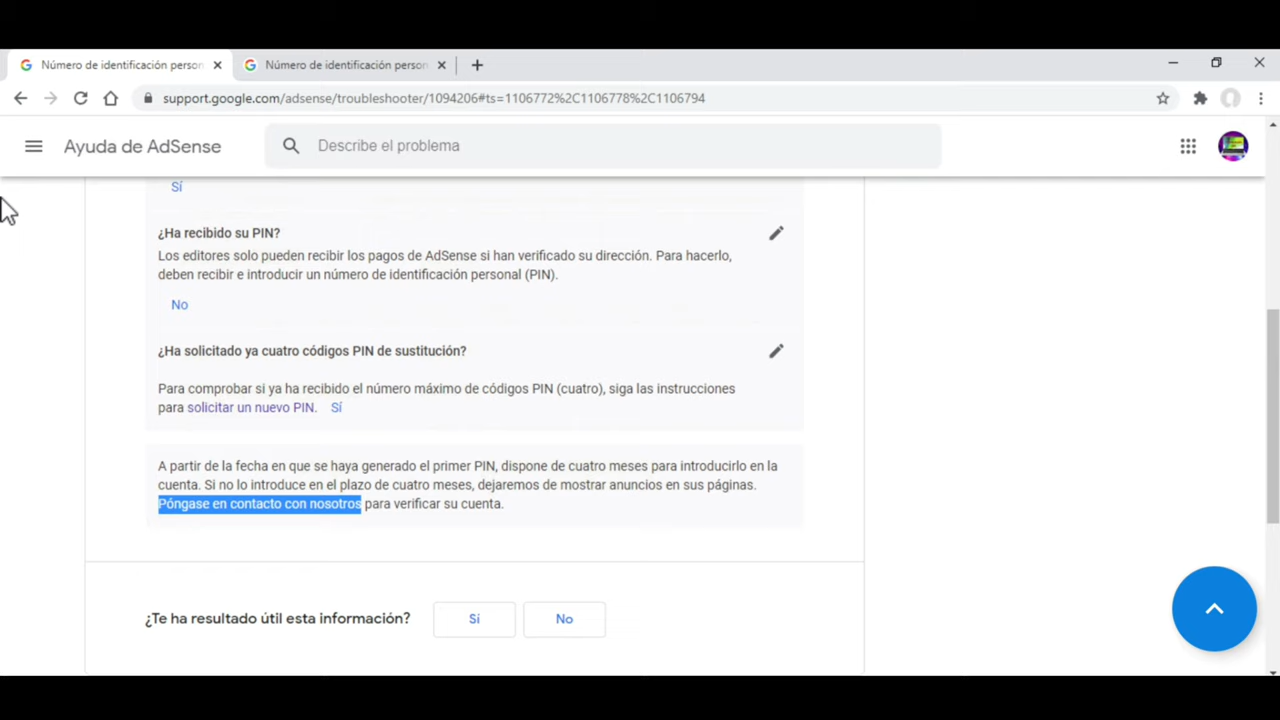 Número de identificación person
Número de identificación person
support.google.com/adsense/troubleshooter/1094206#ts=1106772%2C1106778%2C1106794
Ayuda de AdSense
Describe el problema
Sí
¿Ha recibido su PIN?
Los editores solo pueden recibir los pagos de AdSense si han verificado su dirección. Para hacerlo,
deben recibir e introducir un número de identificación personal (PIN).
No
¿Ha solicitado ya cuatro códigos PIN de sustitución?
Para comprobar si ya ha recibido el número máximo de códigos PIN (cuatro), siga las instrucciones
para solicitar un nuevo PIN. Sí
A partir de la fecha en que se haya generado el primer PIN, dispone de cuatro meses para introducirlo en la
cuenta. Si no lo introduce en el plazo de cuatro meses, dejaremos de mostrar anuncios en sus páginas.
Póngase en contacto con nosotros para verificar su cuenta.
¿Te ha resultado útil esta información?
Sí
No